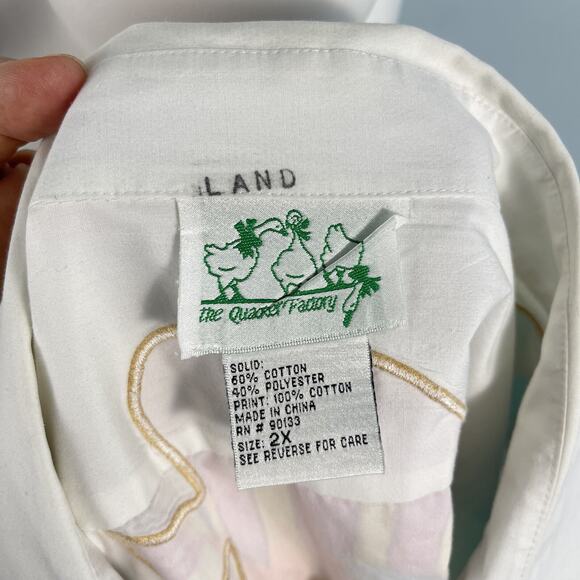 LAND
the Quacker Factory
SOLID:
60% COTTON
40% POLYESTER
PRINT: 100% COTTON
MADE IN CHINA
RN # 90133
SIZE: 2X
SEE REVERSE FOR CARE